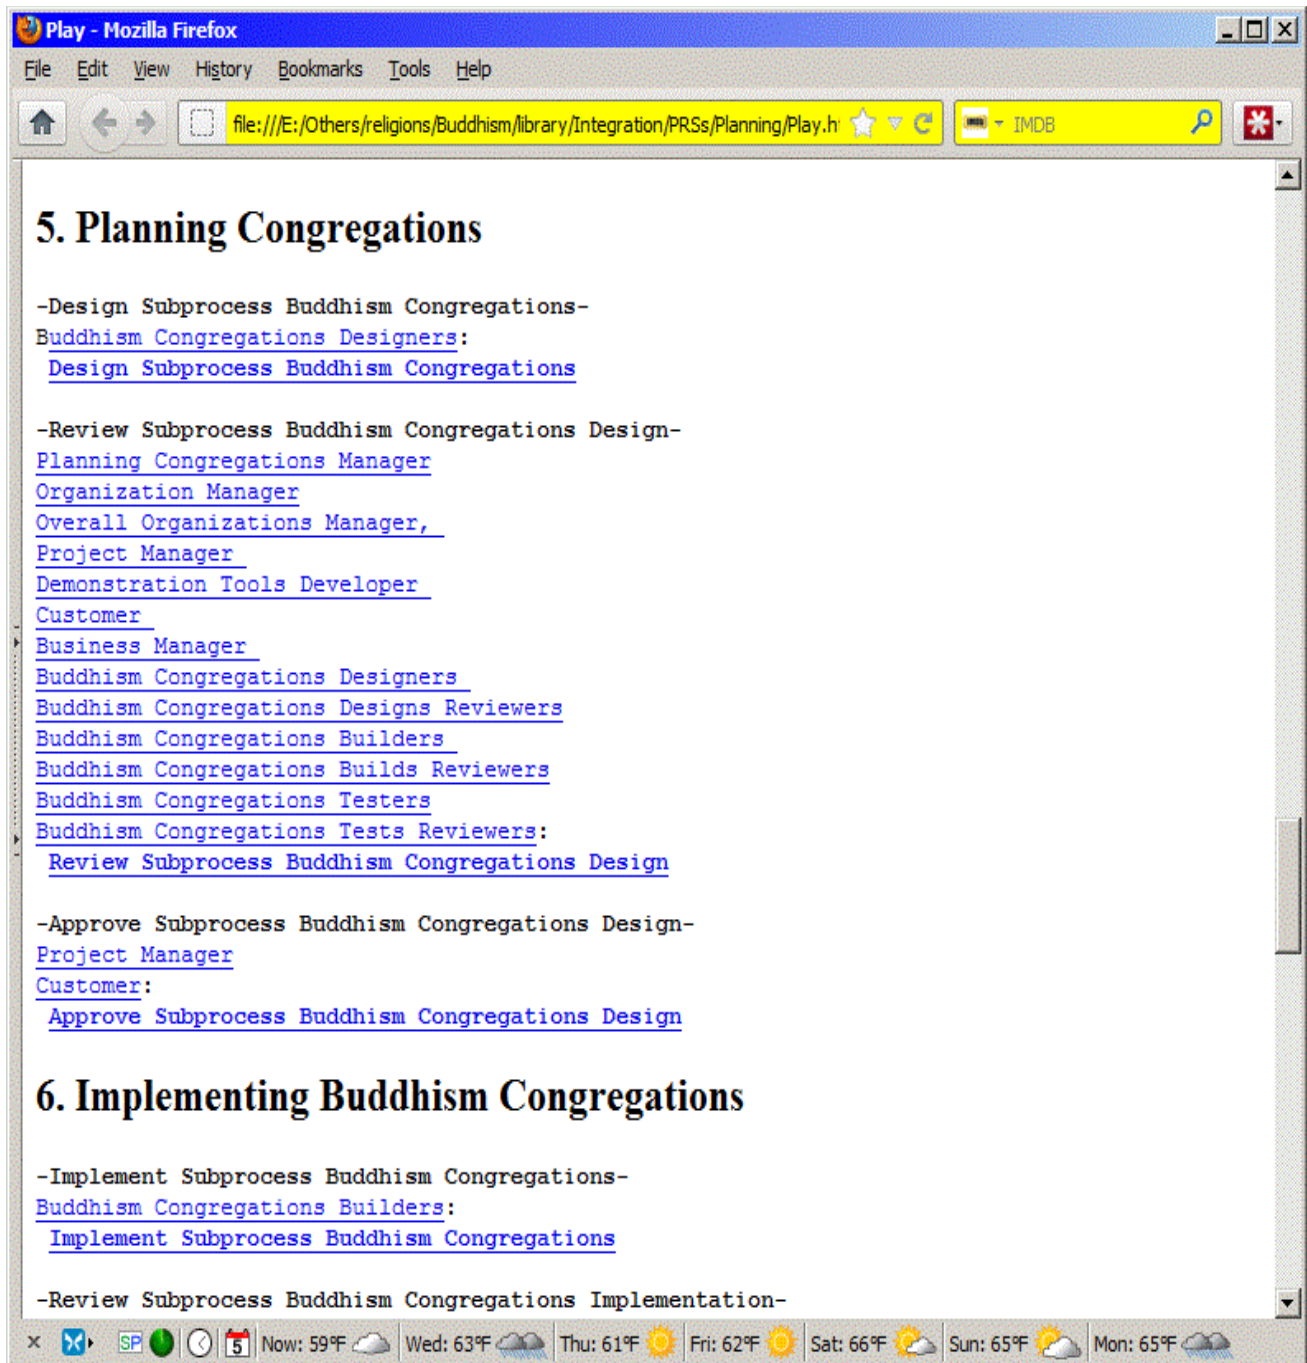 Play - Mozilla Firefox
File Edit View History Bookmarks Tools Help
file:///E:/Others/religions/Buddhism/library/Integration/PRSs/Planning/Play.h IMDB
5. Planning Congregations
-Design Subprocess Buddhism Congregations-
Buddhism Congregations Designers:
Design Subprocess Buddhism Congregations
-Review Subprocess Buddhism Congregations Design-
Planning Congregations Manager
Organization Manager
Overall Organizations Manager,
Project Manager
Demonstration Tools Developer
Customer
Business Manager
Buddhism Congregations Designers
Buddhism Congregations Designs Reviewers
Buddhism Congregations Builders
Buddhism Congregations Builds Reviewers
Buddhism Congregations Testers
Buddhism Congregations Tests Reviewers:
Review Subprocess Buddhism Congregations Design
-Approve Subprocess Buddhism Congregations Design-
Project Manager
Customer:
Approve Subprocess Buddhism Congregations Design
6. Implementing Buddhism Congregations
-Implement Subprocess Buddhism Congregations-
Buddhism Congregations Builders:
Implement Subprocess Buddhism Congregations
-Review Subprocess Buddhism Congregations Implementation-
SP 5 Now: 59°F Wed: 63°F Thu: 61°F Fri: 62°F Sat: 66°F Sun: 65°F Mon: 65°F